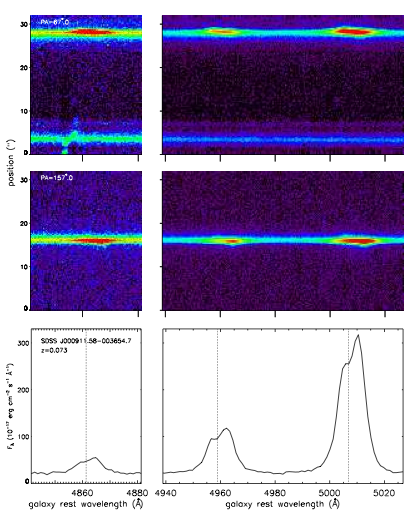 PA=67°.0
30
20
10
0
position (")
PA=157°.0
30
20
10
0
SDSS J000911.58-003654.7
z=0.073
300
200
100
0
F_λ (10⁻¹⁷ erg cm⁻² s⁻¹ Å⁻¹)
4860 4880 4940 4960 4980 5000 5020
galaxy rest wavelength (Å) galaxy rest wavelength (Å)